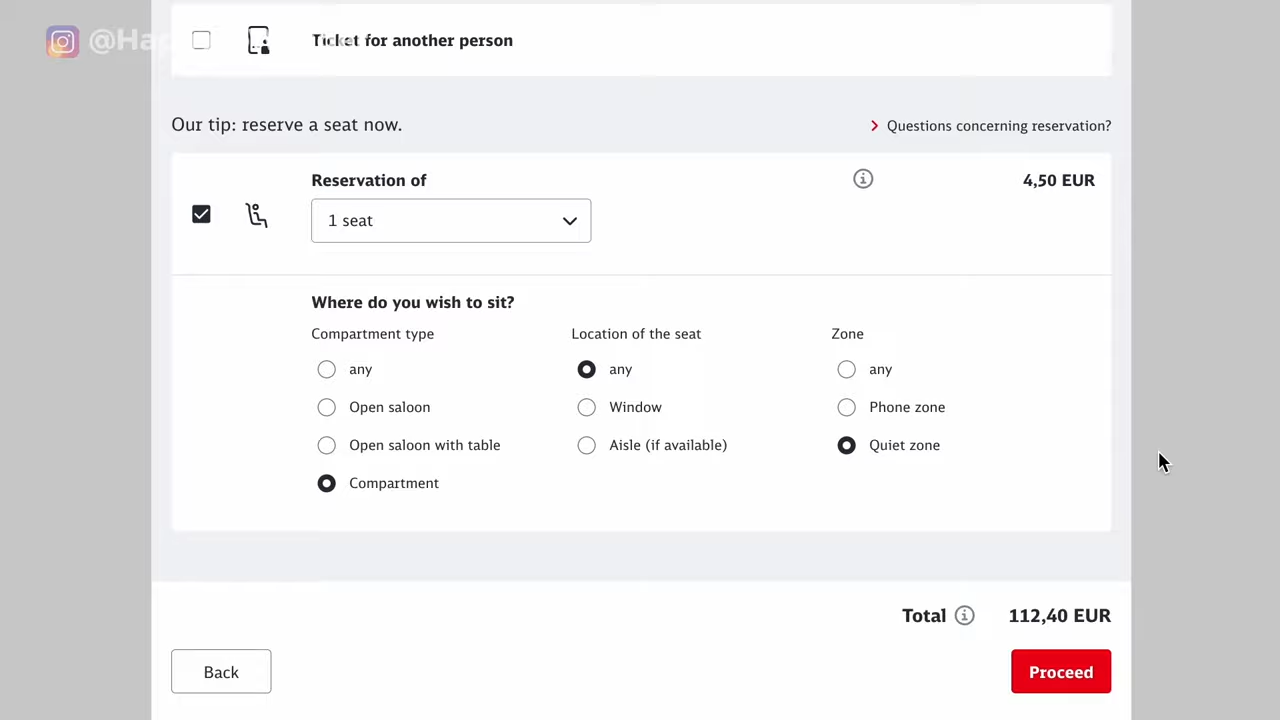 Ticket for another person
Our tip: reserve a seat now.
Questions concerning reservation?
Reservation of
4,50 EUR
1 seat
Where do you wish to sit?
Compartment type
Location of the seat
Zone
any
any
any
Open saloon
Window
Phone zone
Open saloon with table
Aisle (if available)
Quiet zone
Compartment
Total
112,40 EUR
Back
Proceed